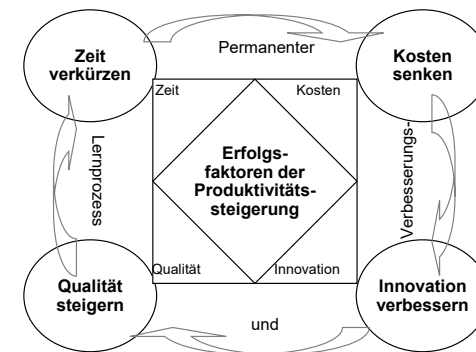 Zeit
verkürzen
Permanenter
Kosten
senken
Zeit
Kosten
Lernprozess
Erfolgs-
faktoren der
Produktivitäts-
steigerung
Verbesserungs-
Qualität
Innovation
Qualität
steigern
und
Innovation
verbessern